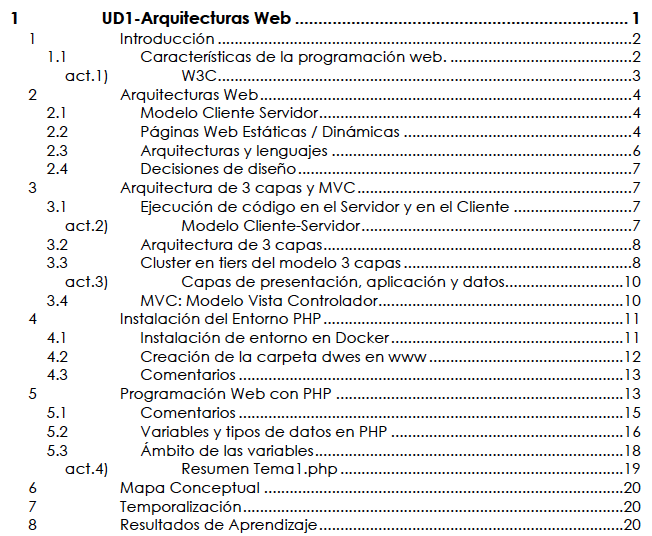 1 UD1-Arquitecturas Web ........ 1
1 Introducción ........ 2
1.1 Características de la programación web. ........ 2
act.1) W3C ........ 3
2 Arquitecturas Web ........ 4
2.1 Modelo Cliente Servidor ........ 4
2.2 Páginas Web Estáticas / Dinámicas ........ 4
2.3 Arquitecturas y lenguajes ........ 6
2.4 Decisiones de diseño ........ 7
3 Arquitectura de 3 capas y MVC ........ 7
3.1 Ejecución de código en el Servidor y en el Cliente ........ 7
act.2) Modelo Cliente-Servidor ........ 7
3.2 Arquitectura de 3 capas ........ 8
3.3 Cluster en tiers del modelo 3 capas ........ 8
act.3) Capas de presentación, aplicación y datos ........ 10
3.4 MVC: Modelo Vista Controlador ........ 10
4 Instalación del Entorno PHP ........ 11
4.1 Instalación de entorno en Docker ........ 11
4.2 Creación de la carpeta dwes en www ........ 12
4.3 Comentarios ........ 13
5 Programación Web con PHP ........ 13
5.1 Comentarios ........ 15
5.2 Variables y tipos de datos en PHP ........ 16
5.3 Ámbito de las variables ........ 18
act.4) Resumen Tema1.php ........ 19
6 Mapa Conceptual ........ 20
7 Temporalización ........ 20
8 Resultados de Aprendizaje ........ 20